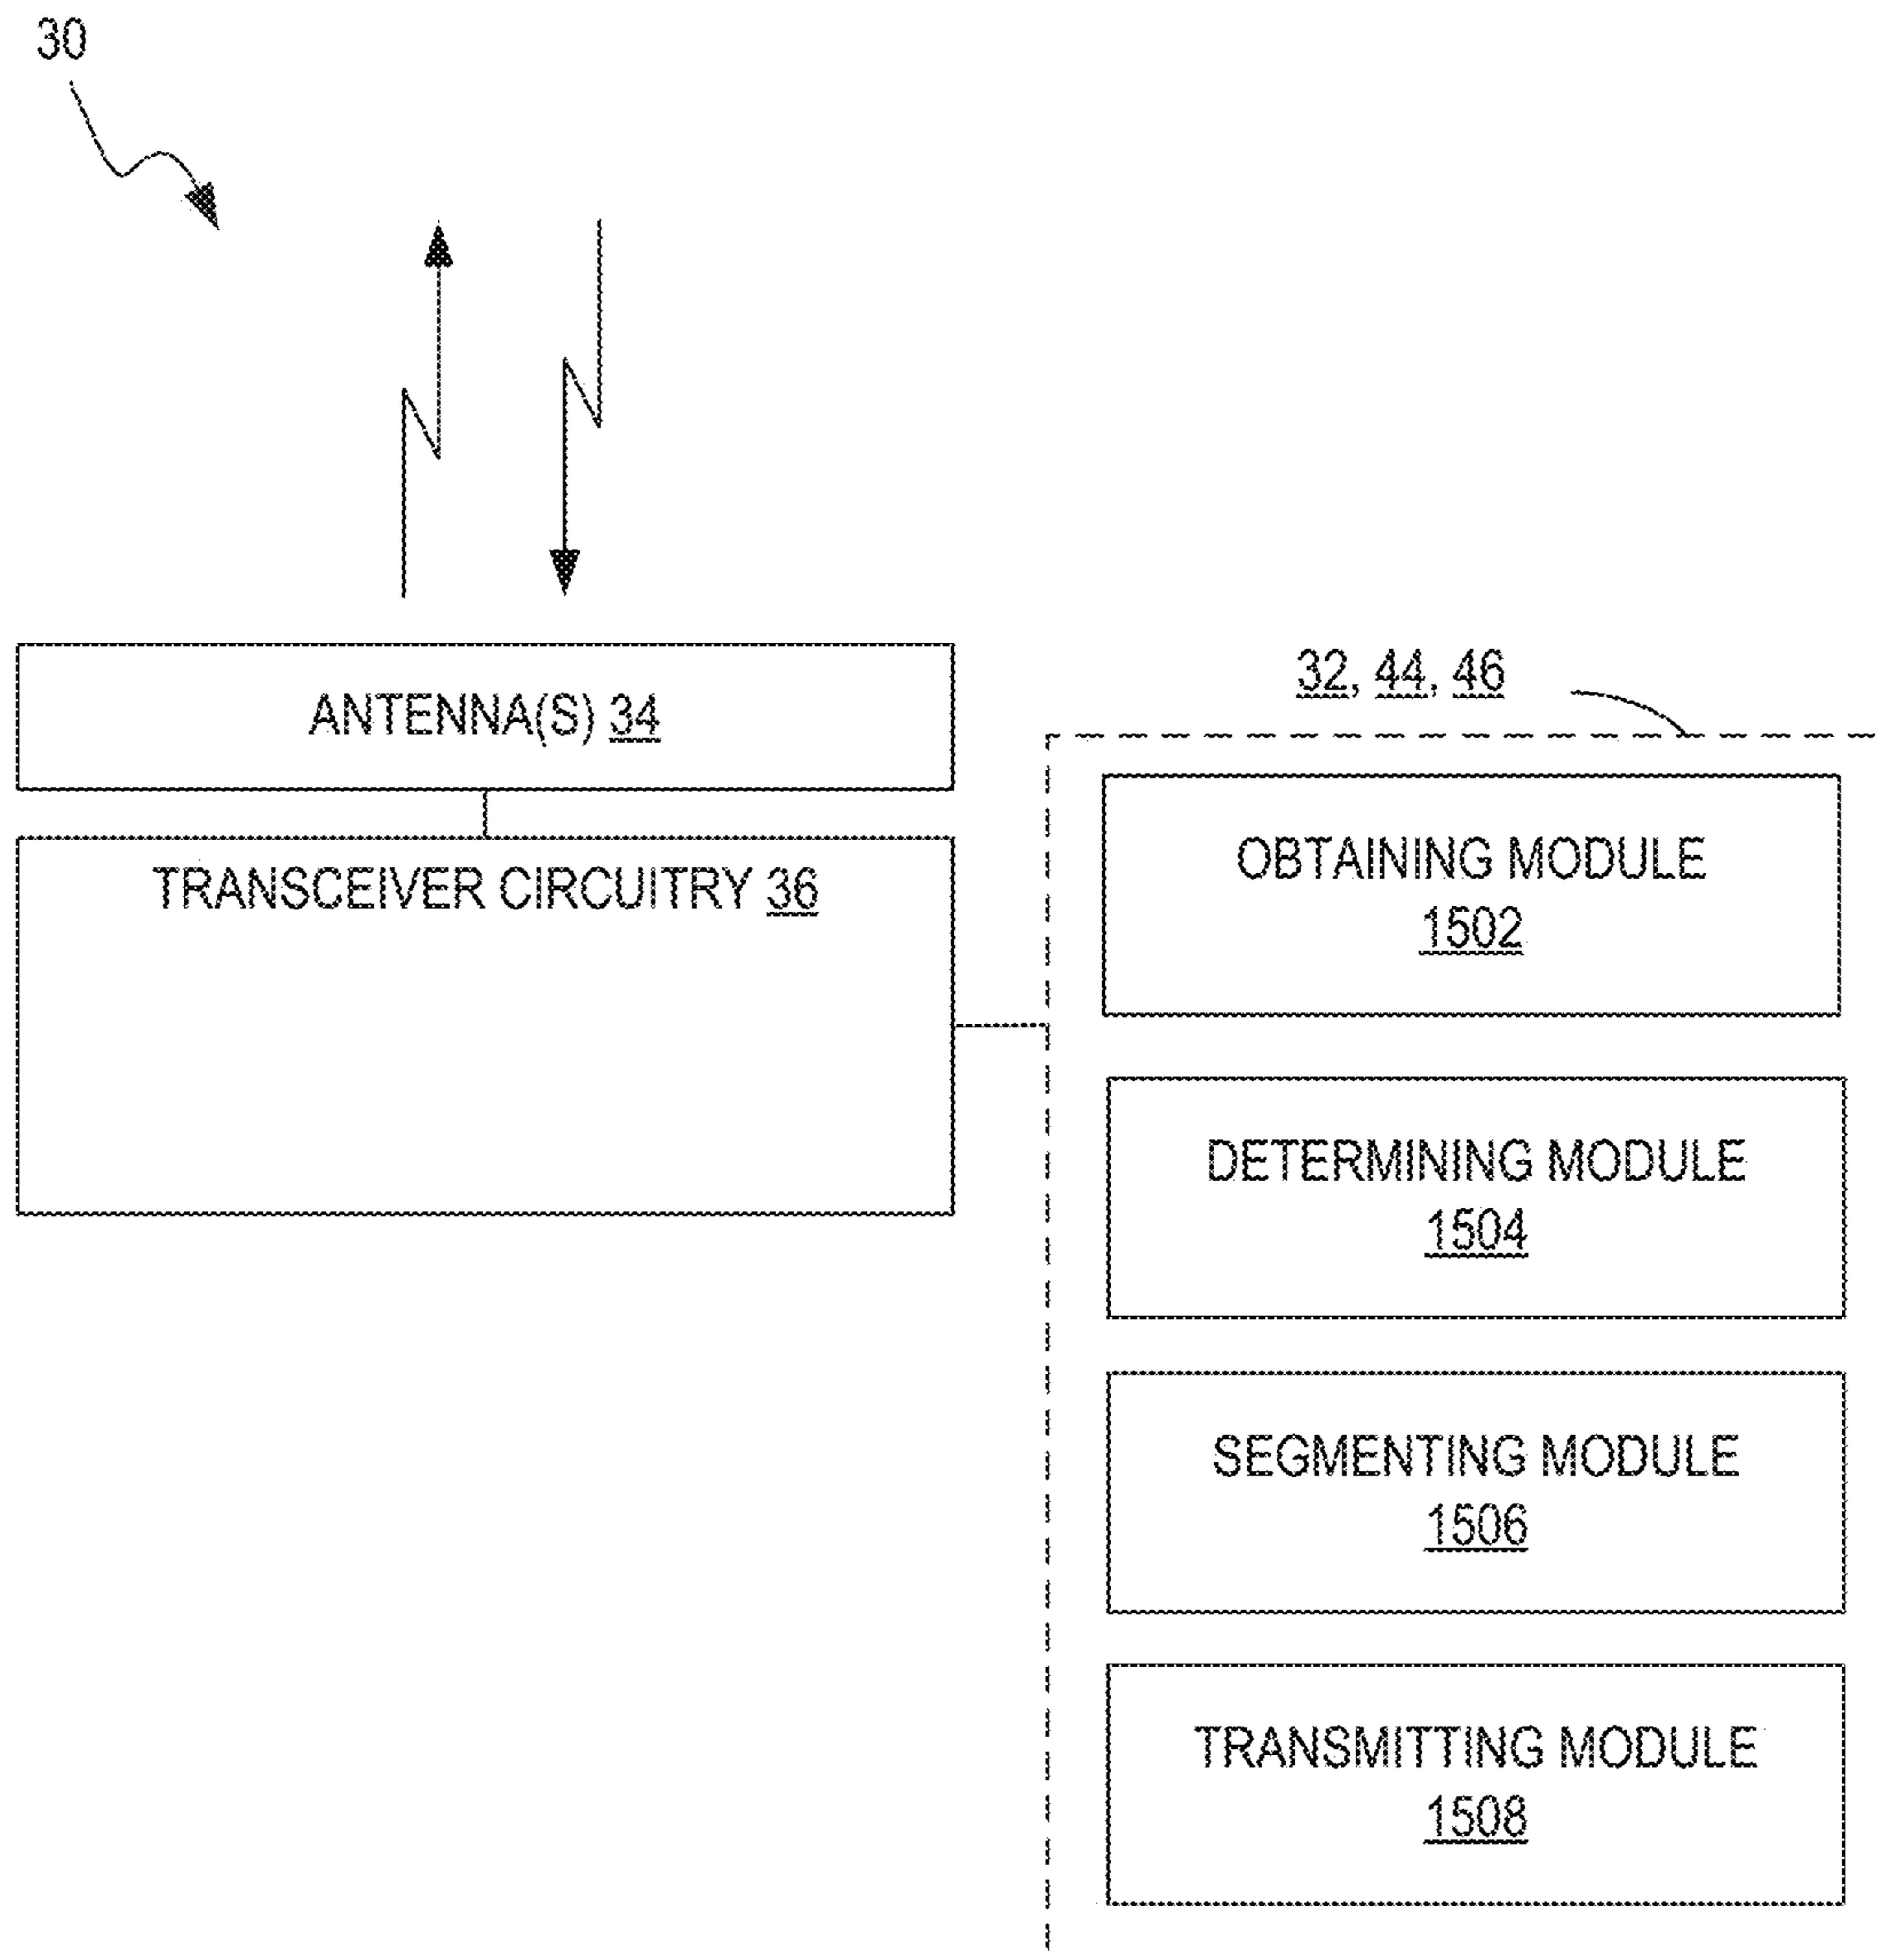 30
ANTENNA(S) 34
32, 44, 46
TRANSCEIVER CIRCUITRY 36
OBTAINING MODULE
1502
DETERMINING MODULE
1504
SEGMENTING MODULE
1506
TRANSMITTING MODULE
1508